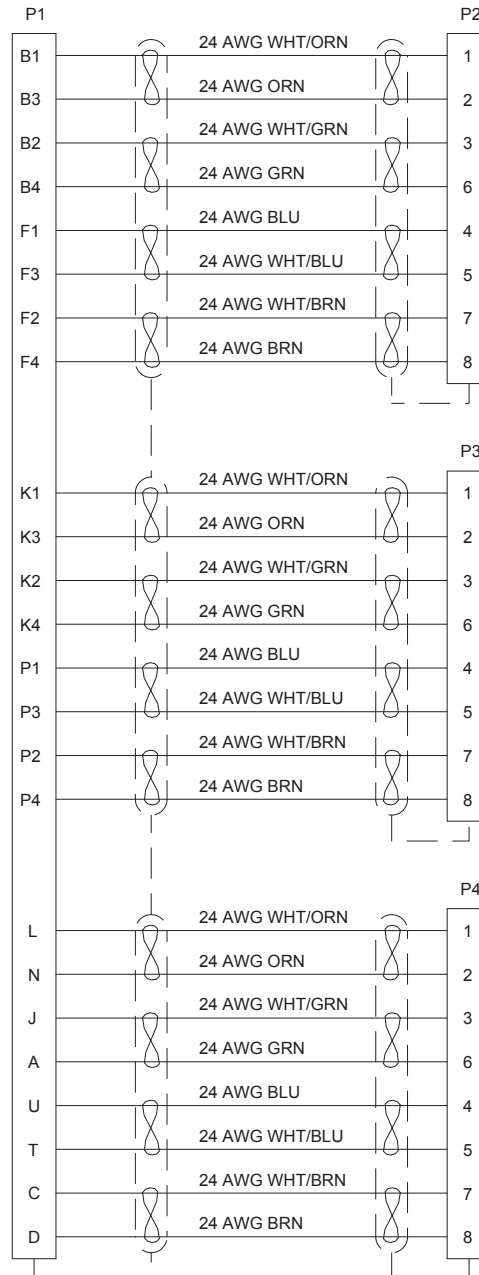 P1 P2
B1 24 AWG WHT/ORN 1
B3 24 AWG ORN 2
B2 24 AWG WHT/GRN 3
B4 24 AWG GRN 6
F1 24 AWG BLU 4
F3 24 AWG WHT/BLU 5
F2 24 AWG WHT/BRN 7
F4 24 AWG BRN 8
P3
K1 24 AWG WHT/ORN 1
K3 24 AWG ORN 2
K2 24 AWG WHT/GRN 3
K4 24 AWG GRN 6
P1 24 AWG BLU 4
P3 24 AWG WHT/BLU 5
P2 24 AWG WHT/BRN 7
P4 24 AWG BRN 8
P4
L 24 AWG WHT/ORN 1
N 24 AWG ORN 2
J 24 AWG WHT/GRN 3
A 24 AWG GRN 6
U 24 AWG BLU 4
T 24 AWG WHT/BLU 5
C 24 AWG WHT/BRN 7
D 24 AWG BRN 8